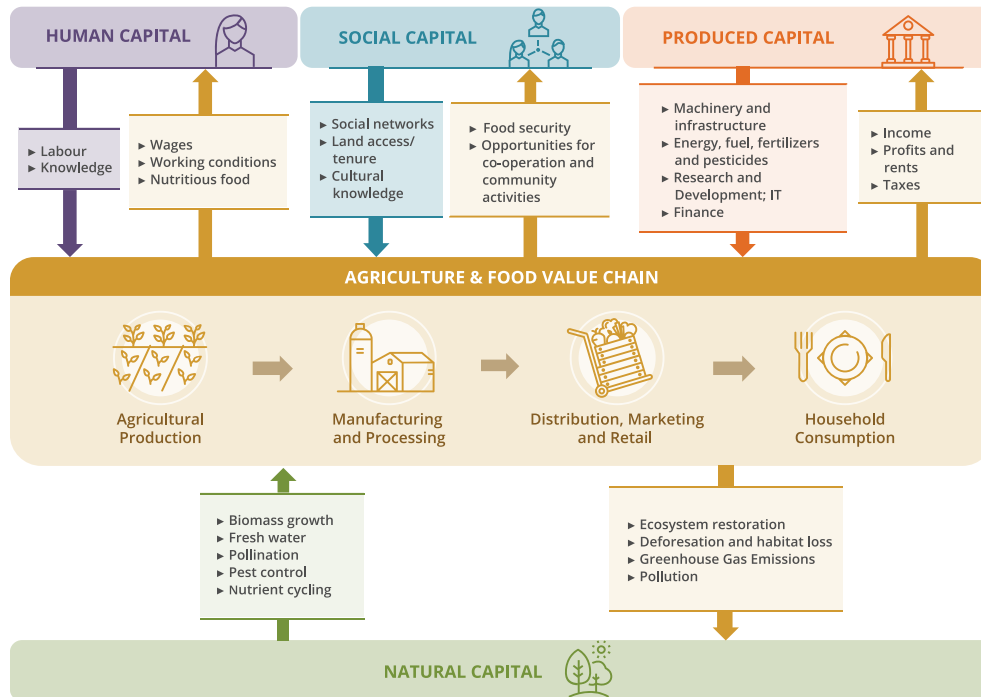 HUMAN CAPITAL
SOCIAL CAPITAL
PRODUCED CAPITAL
▸ Labour
▸ Knowledge
▸ Wages
▸ Working conditions
▸ Nutritious food
▸ Social networks
▸ Land access/
tenure
▸ Cultural
knowledge
▸ Food security
▸ Opportunities for
co-operation and
community
activities
▸ Machinery and
infrastructure
▸ Energy, fuel, fertilizers
and pesticides
▸ Research and
Development; IT
▸ Finance
▸ Income
▸ Profits and
rents
▸ Taxes
AGRICULTURE & FOOD VALUE CHAIN
Agricultural
Production
Manufacturing
and Processing
Distribution, Marketing
and Retail
Household
Consumption
▸ Biomass growth
▸ Fresh water
▸ Pollination
▸ Pest control
▸ Nutrient cycling
▸ Ecosystem restoration
▸ Deforesation and habitat loss
▸ Greenhouse Gas Emissions
▸ Pollution
NATURAL CAPITAL